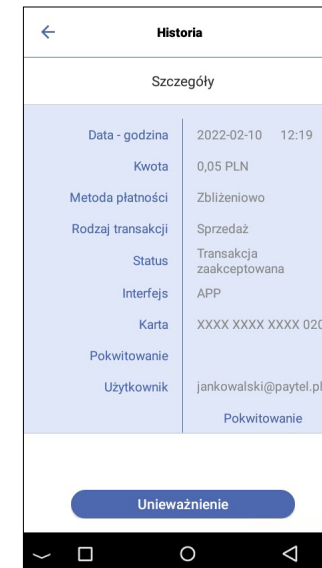 Historia
Szczegóły
Data - godzina 2022-02-10 12:19
Kwota 0,05 PLN
Metoda płatności Zbliżeniowo
Rodzaj transakcji Sprzedaż
Status Transakcja
zaakceptowana
Interfejs APP
Karta XXXX XXXX XXXX 020
Pokwitowanie
Użytkownik jankowalski@paytel.pl
Pokwitowanie
Unieważnienie